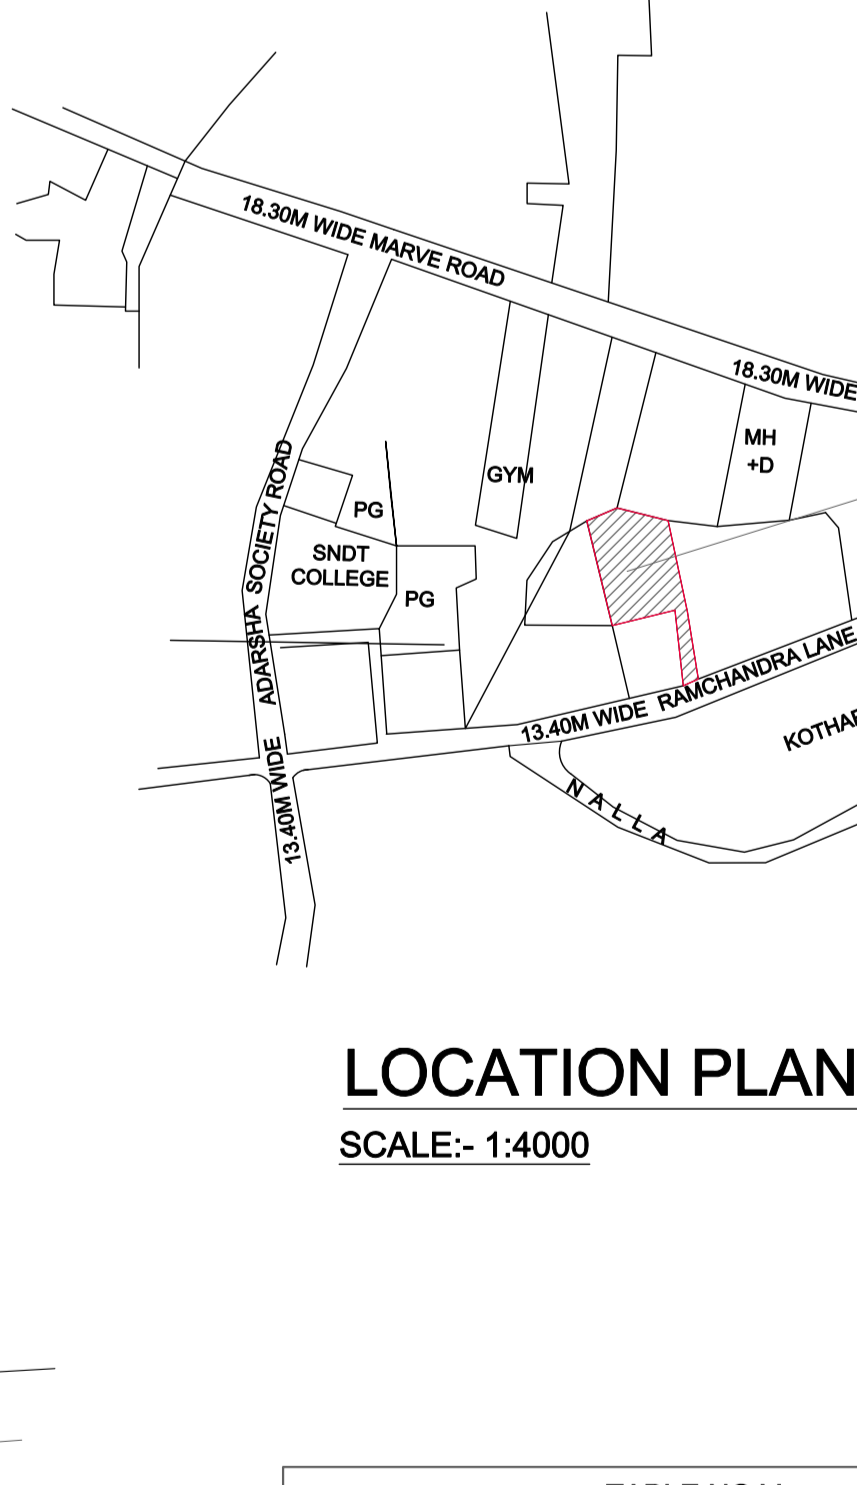 18.30M WIDE MARVE ROAD
18.30M WIDE
MH
+D
GYM
PG
SNDT
COLLEGE
PG
13.40M WIDE ADARSHA SOCIETY ROAD
13.40M WIDE RAMCHANDRA LANE
NALLA
LOCATION PLAN
SCALE:- 1:4000